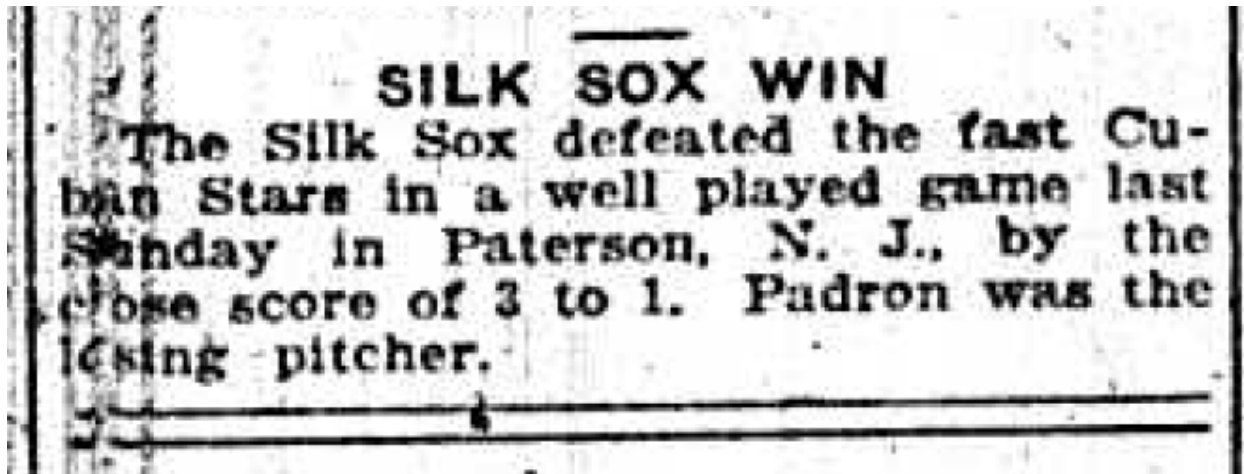 SILK SOX WIN
The Silk Sox defeated the fast Cu-
ban Stars in a well played game last
Sunday in Paterson, N. J., by the
close score of 3 to 1. Padron was the
losing pitcher.